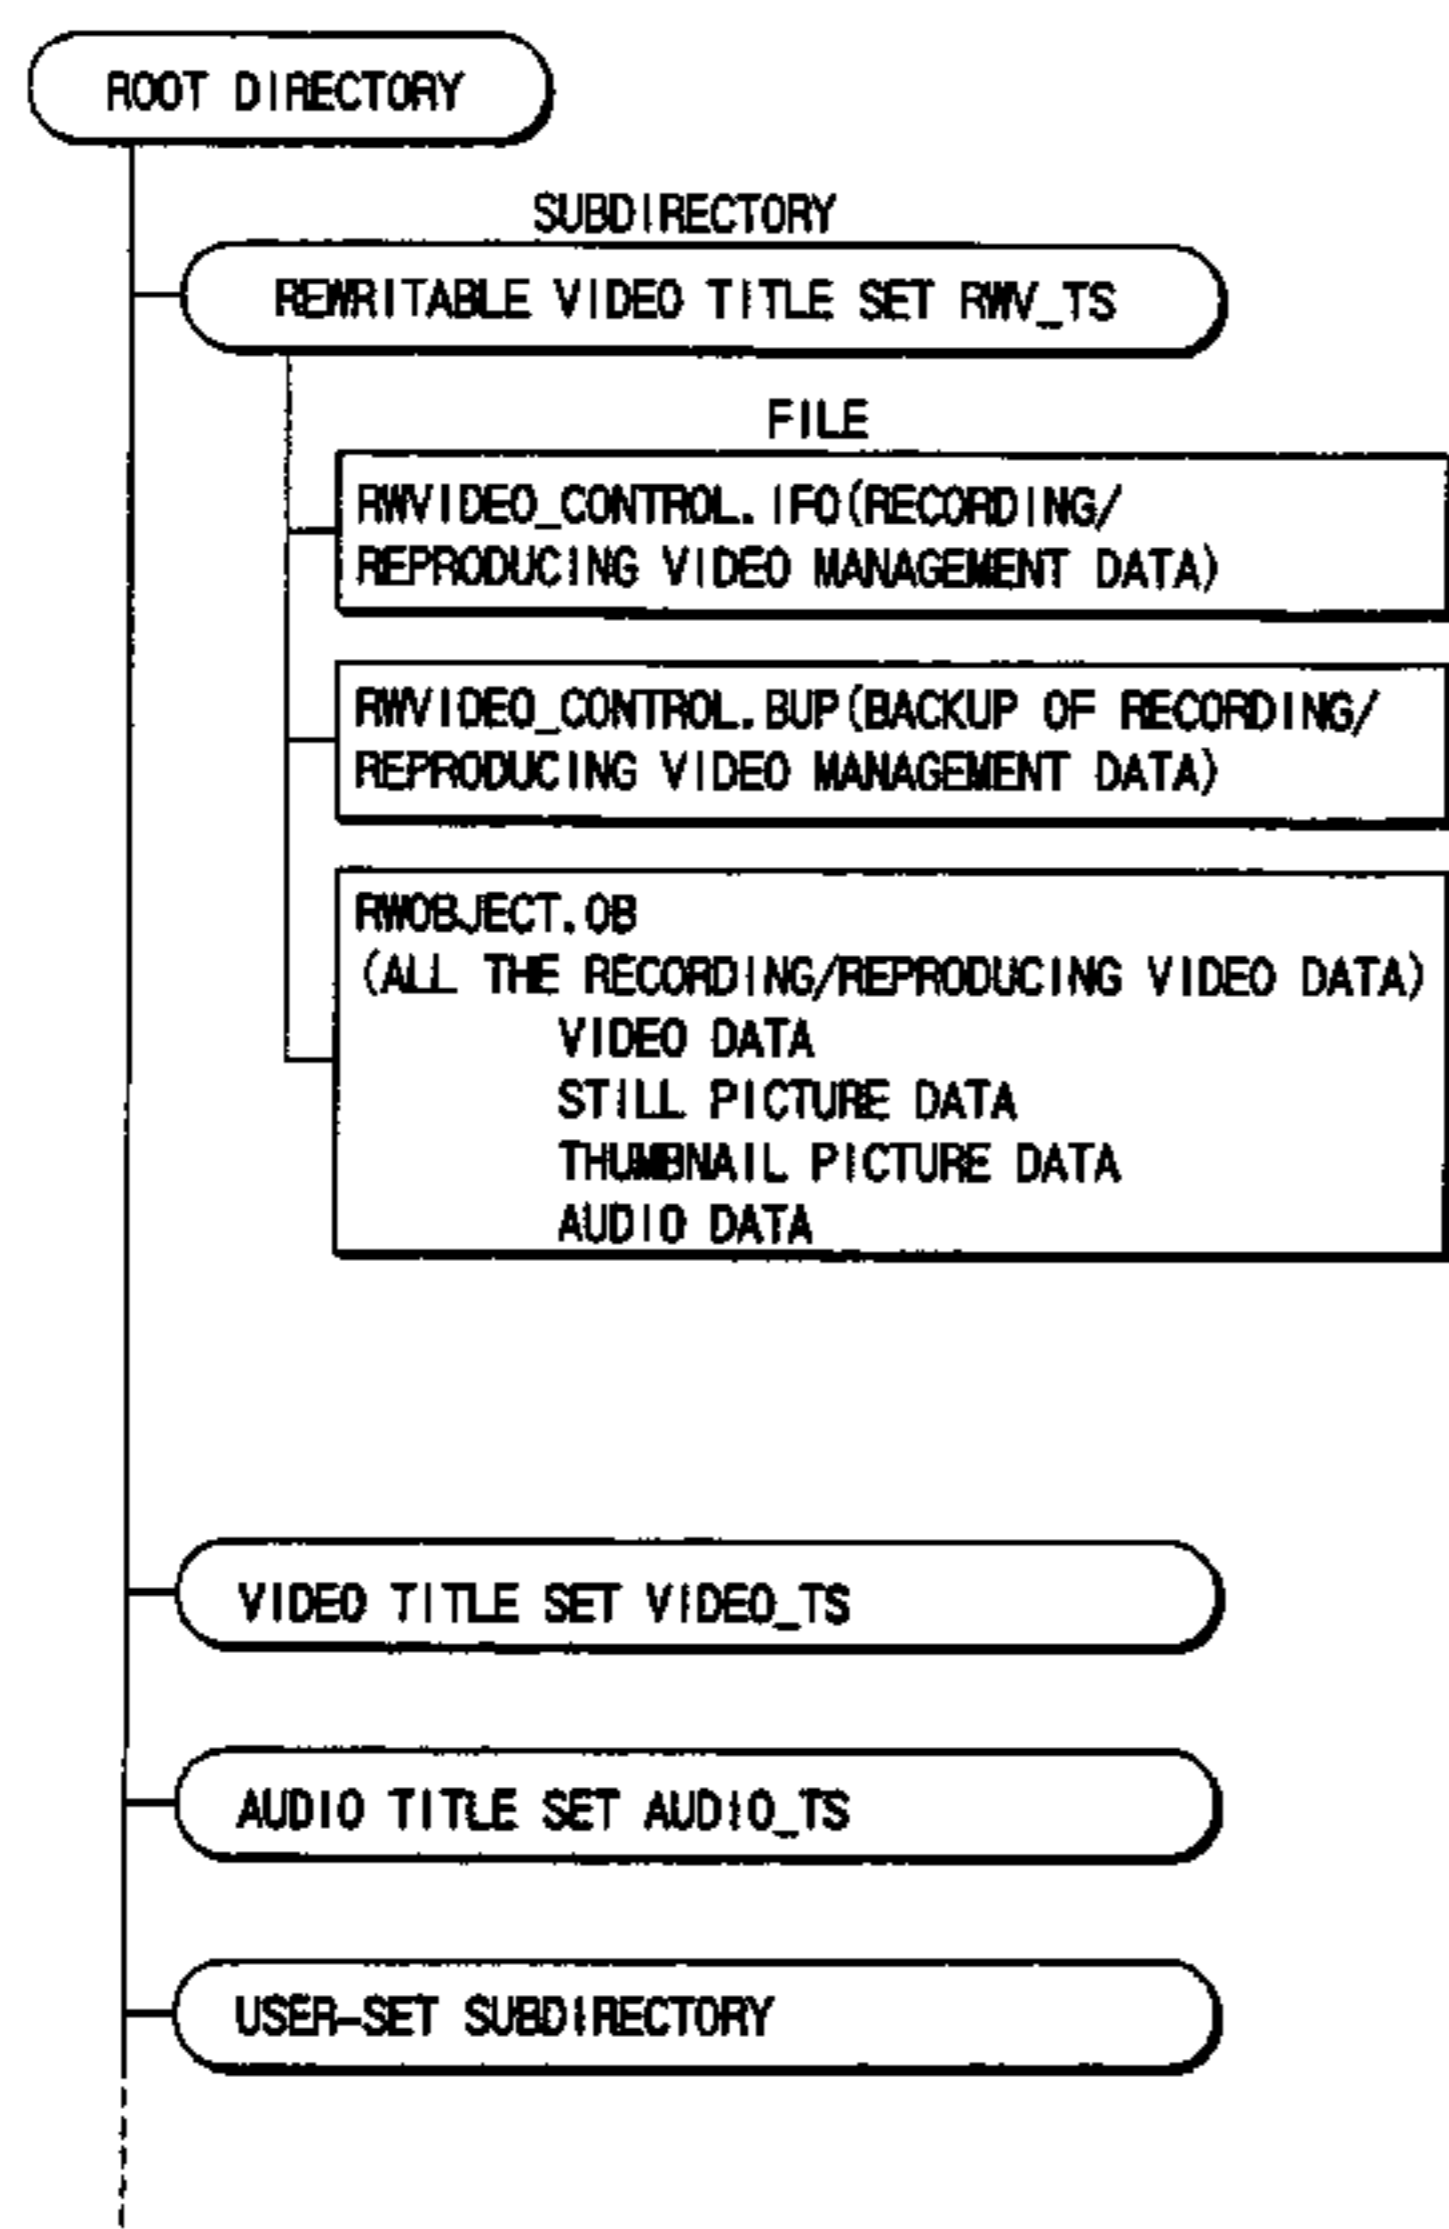 ROOT DIRECTORY
SUBDIRECTORY
REWRITABLE VIDEO TITLE SET RWV_TS
FILE
RWVIDEO_CONTROL.IFO(RECORDING/
REPRODUCING VIDEO MANAGEMENT DATA)
RWVIDEO_CONTROL.BUP(BACKUP OF RECORDING/
REPRODUCING VIDEO MANAGEMENT DATA)
RWOBJECT.OB
(ALL THE RECORDING/REPRODUCING VIDEO DATA)
VIDEO DATA
STILL PICTURE DATA
THUMBNAIL PICTURE DATA
AUDIO DATA
VIDEO TITLE SET VIDEO_TS
AUDIO TITLE SET AUDIO_TS
USER-SET SUBDIRECTORY